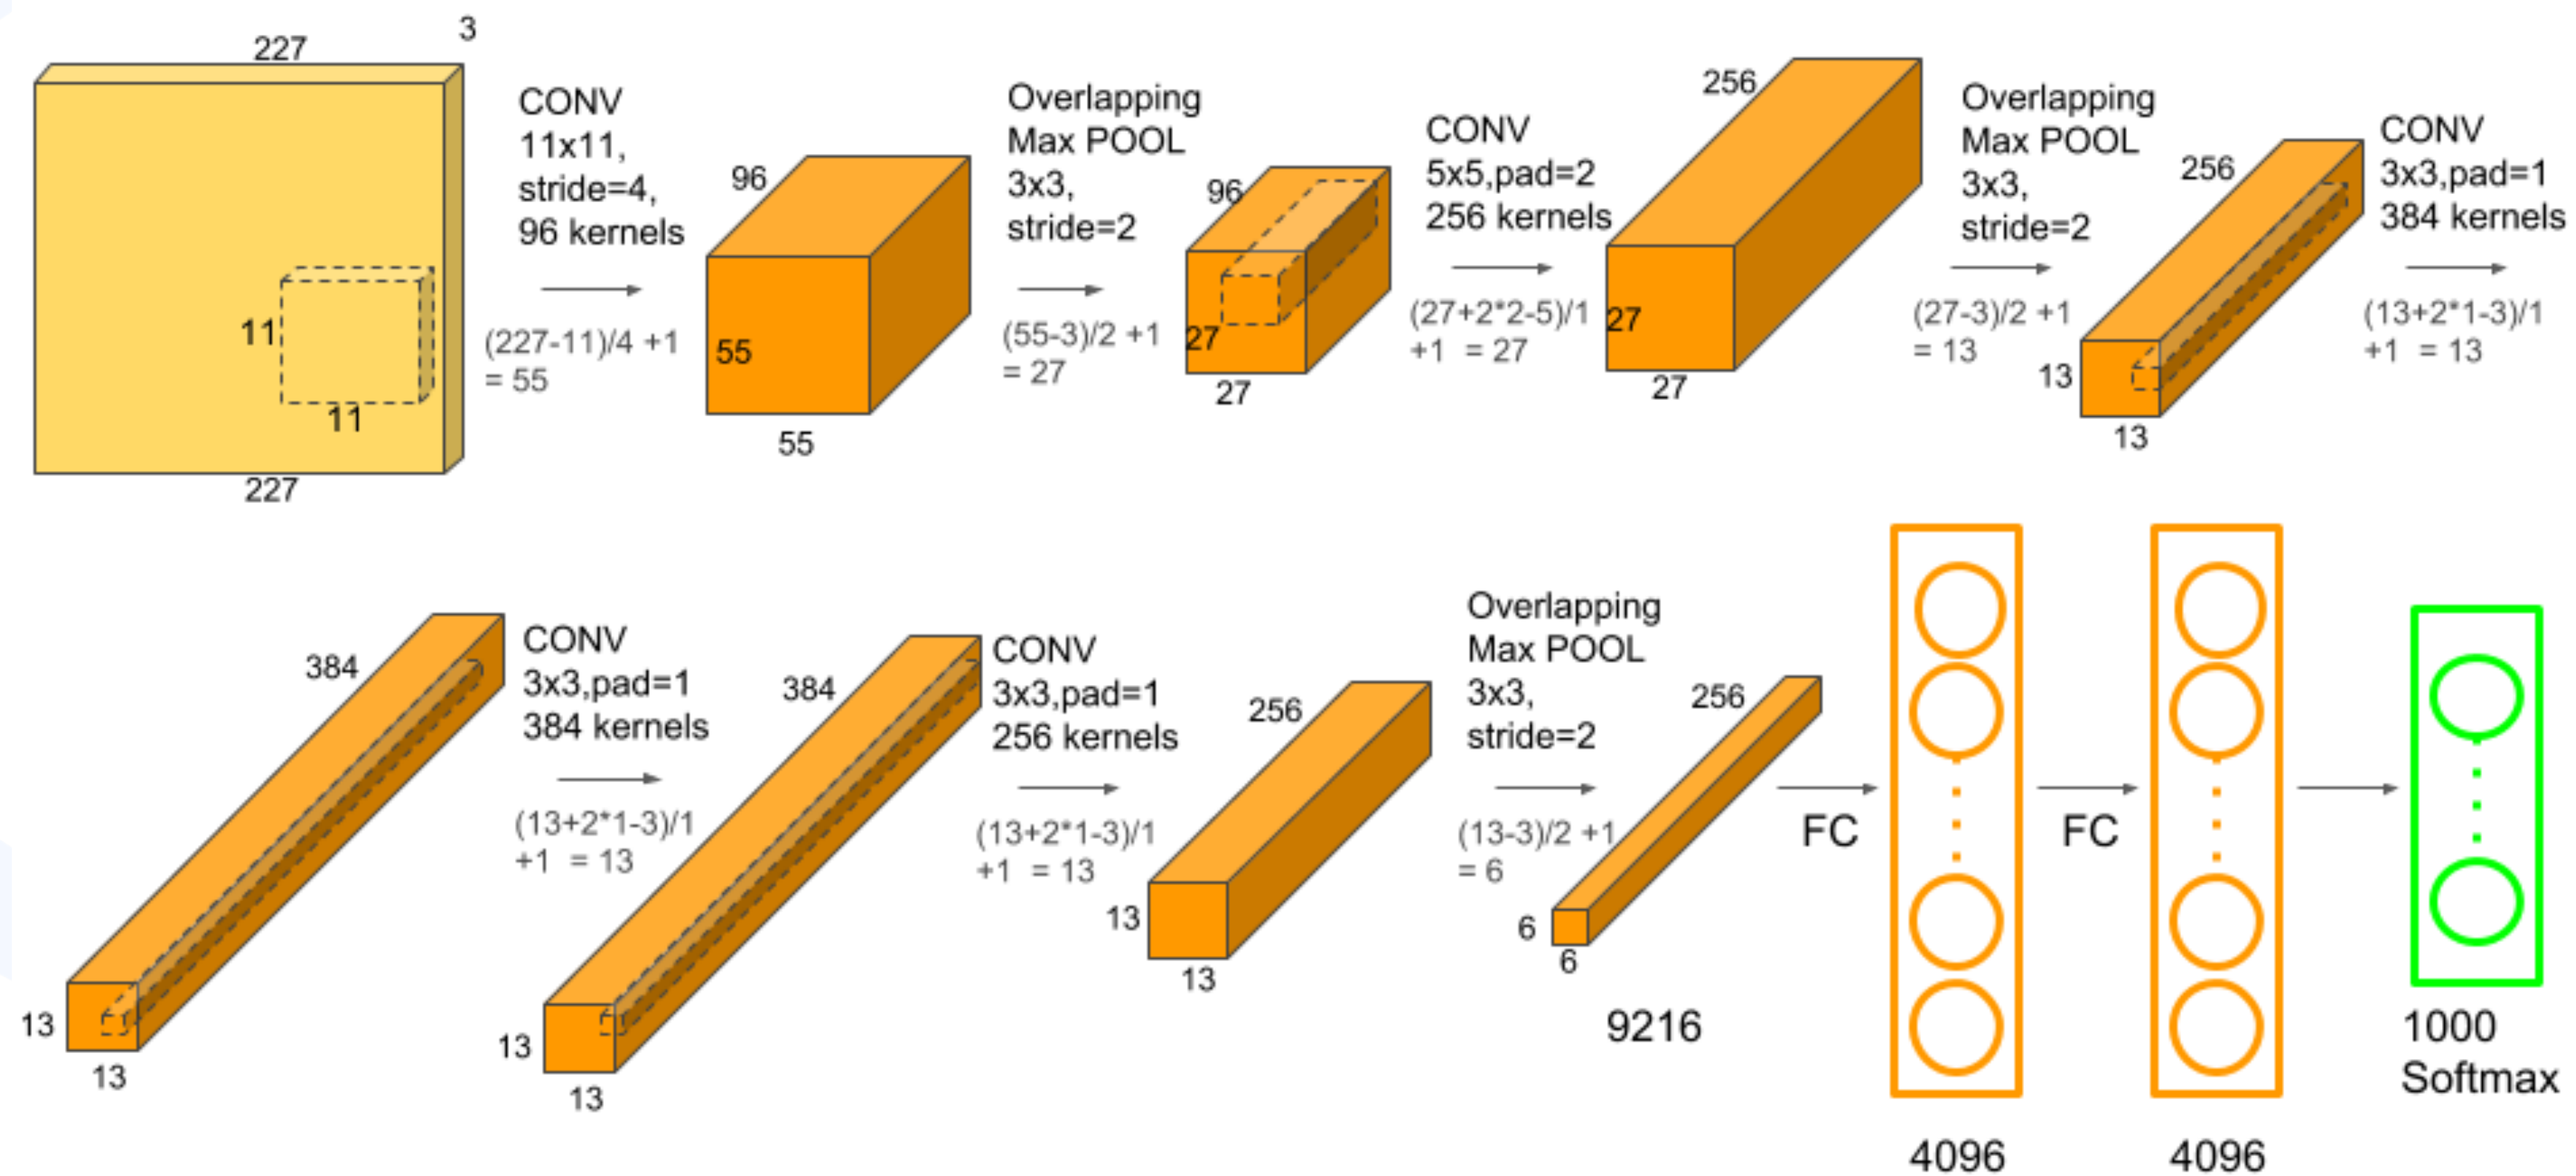 227
3
11
11
227
CONV
11x11,
stride=4,
96 kernels
(227-11)/4 +1
= 55
96
55
55
Overlapping
Max POOL
3x3,
stride=2
(55-3)/2 +1
= 27
96
27
27
CONV
5x5,pad=2
256 kernels
(27+2*2-5)/1
+1 = 27
256
27
27
Overlapping
Max POOL
3x3,
stride=2
(27-3)/2 +1
= 13
256
13
13
CONV
3x3,pad=1
384 kernels
(13+2*1-3)/1
+1 = 13
384
13
13
CONV
3x3,pad=1
384 kernels
(13+2*1-3)/1
+1 = 13
384
13
13
CONV
3x3,pad=1
256 kernels
(13+2*1-3)/1
+1 = 13
256
13
13
Overlapping
Max POOL
3x3,
stride=2
(13-3)/2 +1
= 6
256
6
6
9216
FC
4096
FC
4096
1000
Softmax